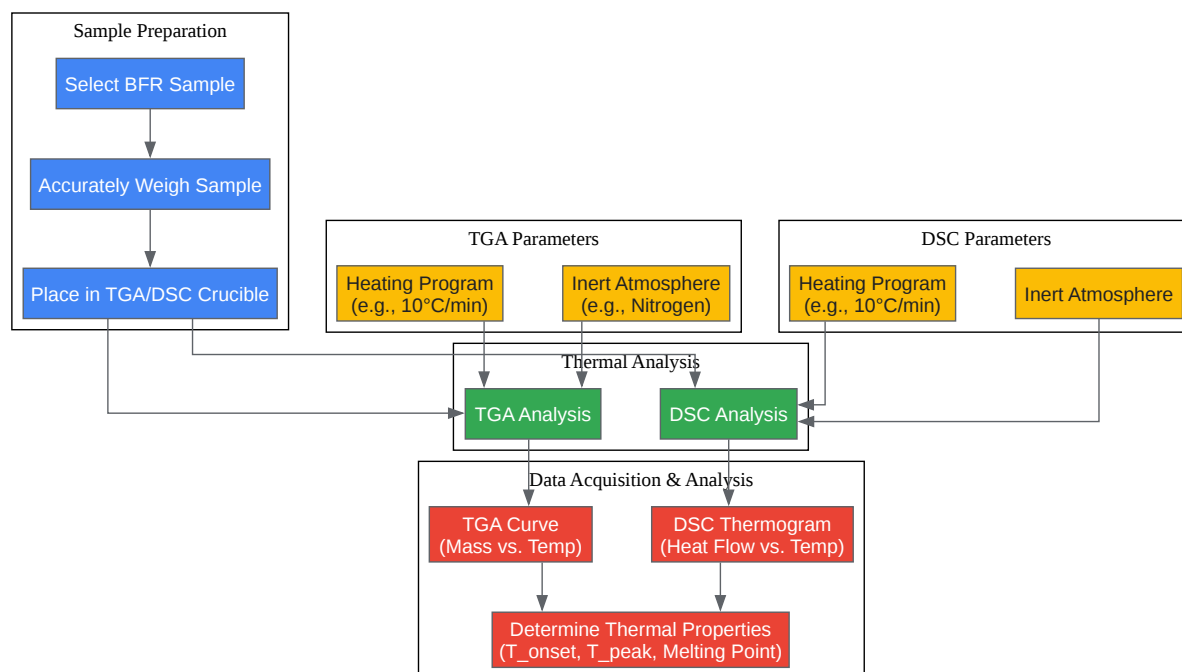 Sample Preparation
Select BFR Sample
Accurately Weigh Sample
Place in TGA/DSC Crucible
TGA Parameters
Heating Program
(e.g., 10°C/min)
Inert Atmosphere
(e.g., Nitrogen)
DSC Parameters
Heating Program
(e.g., 10°C/min)
Inert Atmosphere
Thermal Analysis
TGA Analysis
DSC Analysis
Data Acquisition & Analysis
TGA Curve
(Mass vs. Temp)
DSC Thermogram
(Heat Flow vs. Temp)
Determine Thermal Properties
(T_onset, T_peak, Melting Point)